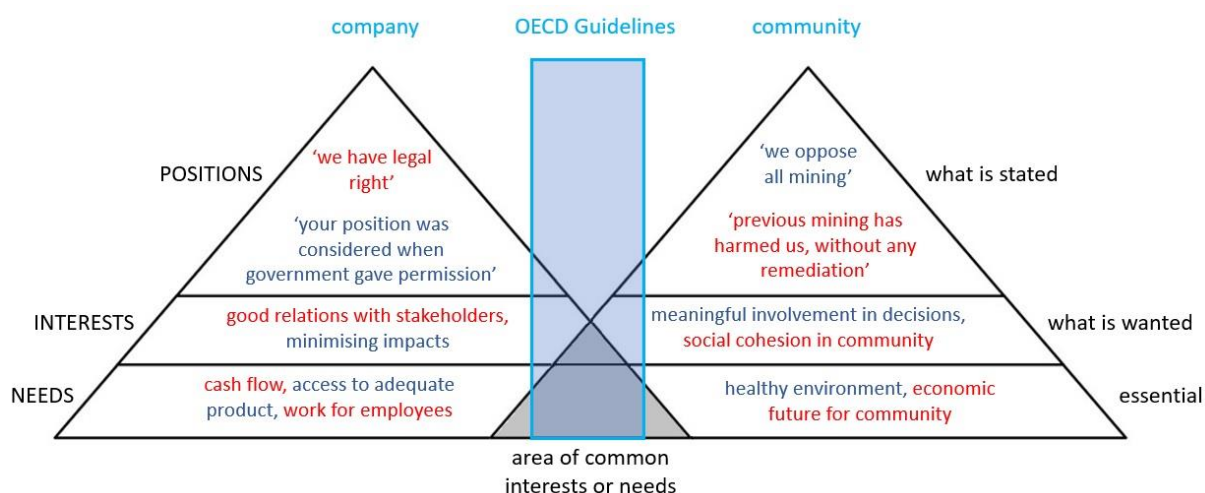 company
OECD Guidelines
community
POSITIONS
‘we have legal
right’
‘your position was
considered when
government gave permission’
‘we oppose
all mining’
‘previous mining has
harmed us, without any
remediation’
what is stated
INTERESTS
good relations with stakeholders,
minimising impacts
meaningful involvement in decisions,
social cohesion in community
what is wanted
NEEDS
cash flow, access to adequate
product, work for employees
healthy environment, economic
future for community
essential
area of common
interests or needs